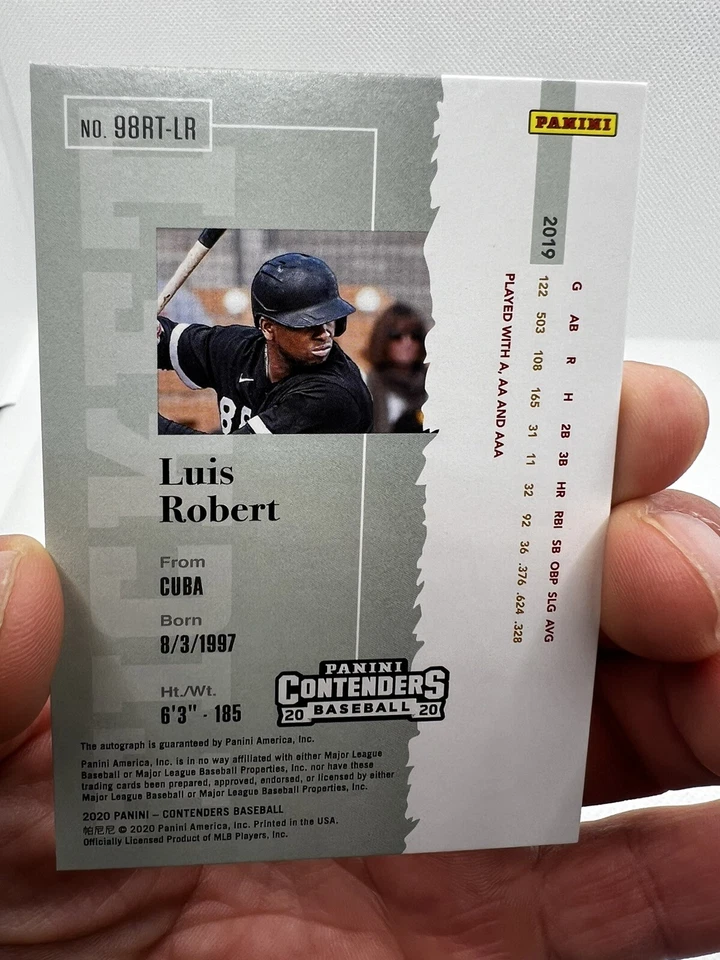 NO. 98RT-LR
PANINI
2019
G AB R H 2B 3B HR RBI SB OBP SLG AVG
122 503 108 165 31 11 32 92 36 .376 .624 .328
PLAYED WITH A, AA AND AAA
Luis
Robert
From
CUBA
Born
8/3/1997
Ht./Wt.
6'3" - 185
PANINI
CONTENDERS
20 BASEBALL 20
The autograph is guaranteed by Panini America, Inc.
Panini America, Inc. is in no way affiliated with either Major League
Baseball or Major League Baseball Properties, Inc. nor have these
trading cards been prepared, approved, endorsed, or licensed by either
Major League Baseball or Major League Baseball Properties, Inc.
2020 PANINI – CONTENDERS BASEBALL
帕尼尼 © 2020 Panini America, Inc. Printed in the USA.
Officially Licensed Product of MLB Players, Inc.